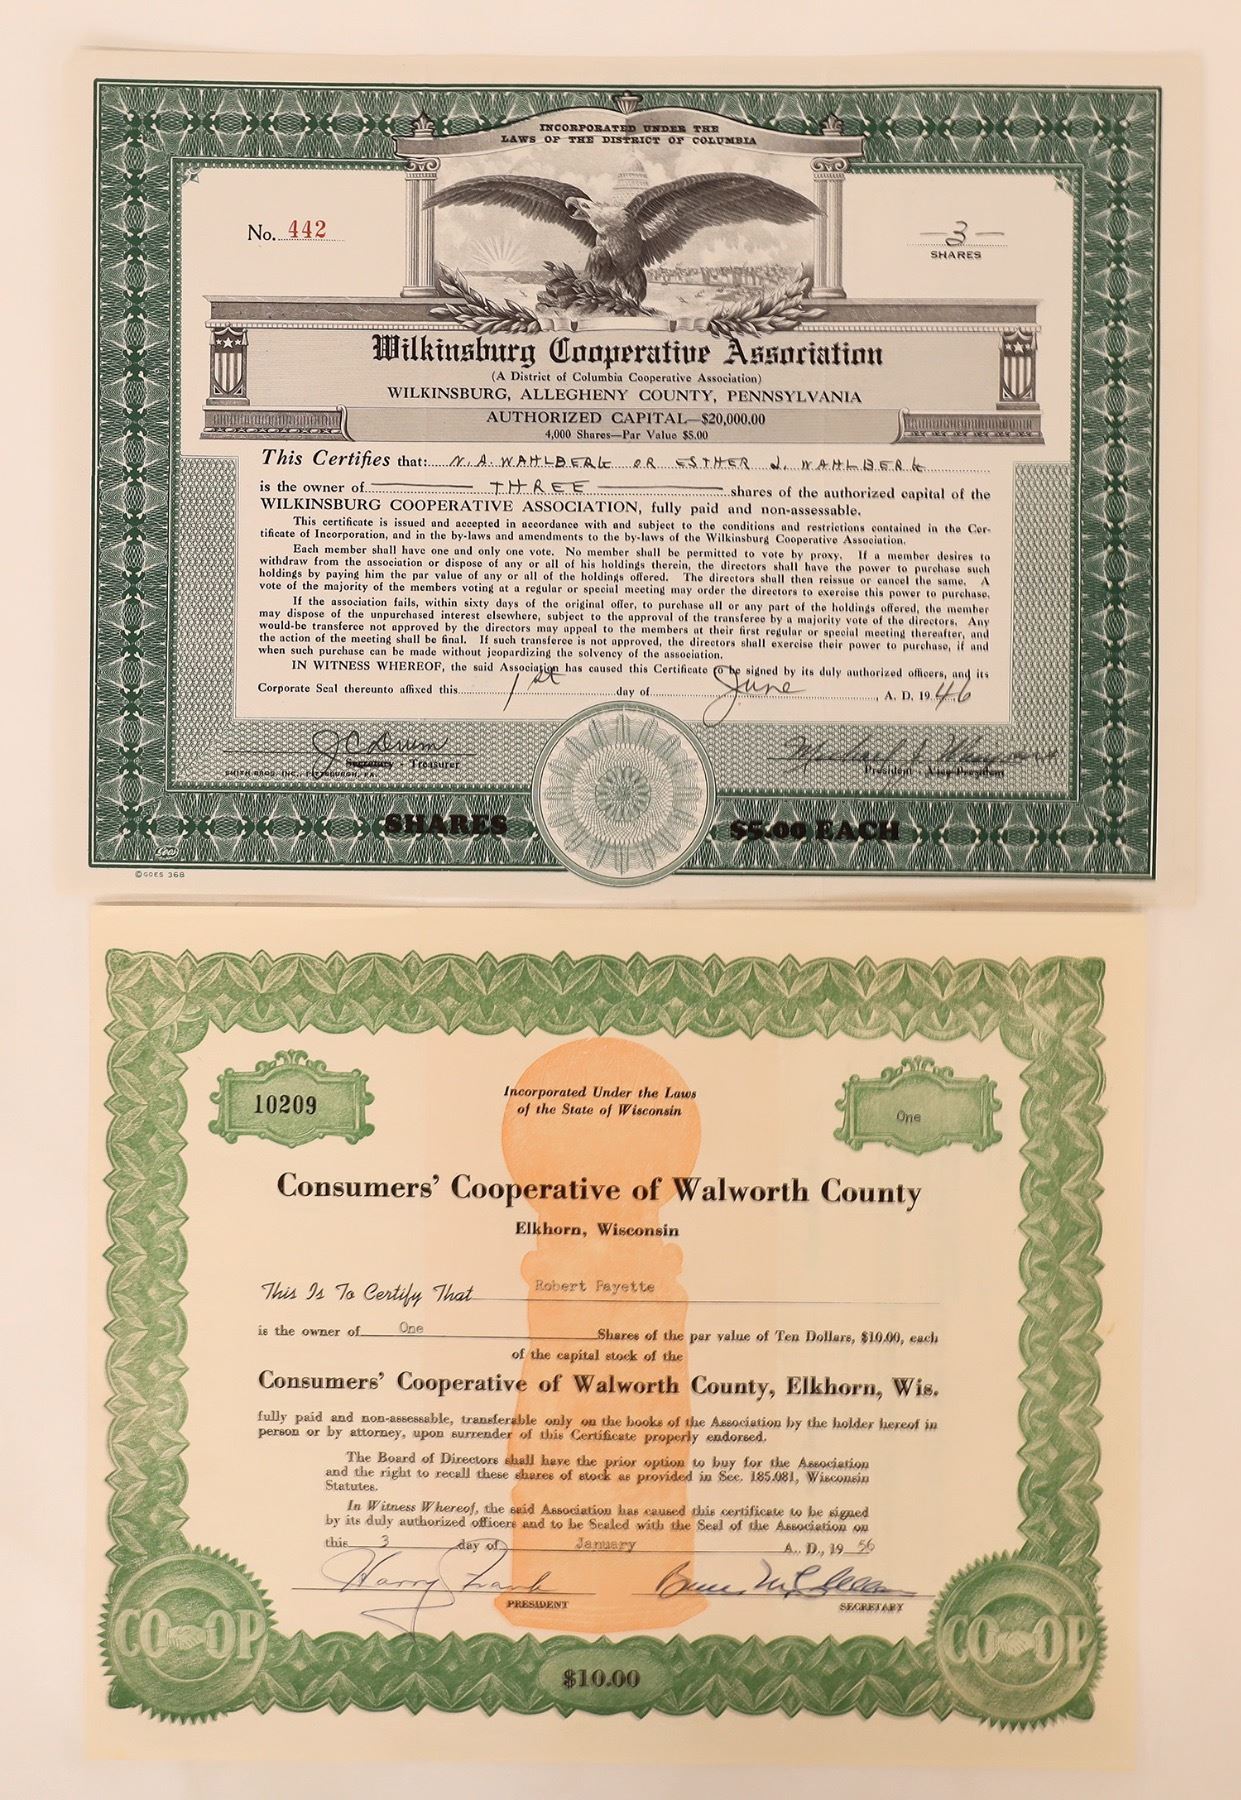 INCORPORATED UNDER THE
LAWS OF THE DISTRICT OF COLUMBIA
No. 442
3
SHARES
Wilkinsburg Cooperative Association
(A District of Columbia Cooperative Association)
WILKINSBURG, ALLEGHENY COUNTY, PENNSYLVANIA
AUTHORIZED CAPITAL—$20,000.00
4,000 Shares—Par Value $5.00
This Certifies that: N. A. WAHLBERG OR ESTHER J. WAHLBERG
is the owner of THREE shares of the authorized capital of the
WILKINSBURG COOPERATIVE ASSOCIATION, fully paid and non-assessable.
This certificate is issued and accepted in accordance with and subject to the conditions and restrictions contained in the Cer-
tificate of Incorporation, and in the by-laws and amendments to the by-laws of the Wilkinsburg Cooperative Association.
Each member shall have one and only one vote. No member shall be permitted to vote by proxy. If a member desires to
withdraw from the association or dispose of any or all of his holdings therein, the directors shall have the power to purchase such
holdings by paying him the par value of any or all of the holdings offered. The directors shall then reissue or cancel the same. A
vote of the majority of the members voting at a regular or special meeting may order the directors to exercise this power to purchase.
If the association fails, within sixty days of the original offer, to purchase all or any part of the holdings offered, the member
may dispose of the unpurchased interest elsewhere, subject to the approval of the transferee by a majority vote of the directors. Any
would-be transferee not approved by the directors may appeal to the members at their first regular or special meeting thereafter, and
the action of the meeting shall be final. If such transferee is not approved, the directors shall exercise their power to purchase, if and
when such purchase can be made without jeopardizing the solvency of the association.
IN WITNESS WHEREOF, the said Association has caused this Certificate to be signed by its duly authorized officers, and its
Corporate Seal thereunto affixed this 1st day of June, A. D. 1946
J C Drum
Michael J.
Secretary - Treasurer
President - Vice-President
SMITH BROS. INC., PITTSBURGH, PA.
SHARES
$5.00 EACH
GOES
©GOES 368
Incorporated Under the Laws
of the State of Wisconsin
10209
One
Consumers' Cooperative of Walworth County
Elkhorn, Wisconsin
This Is To Certify That Robert Payette
is the owner of One Shares of the par value of Ten Dollars, $10.00, each
of the capital stock of the
Consumers' Cooperative of Walworth County, Elkhorn, Wis.
fully paid and non-assessable, transferable only on the books of the Association by the holder hereof in
person or by attorney, upon surrender of this Certificate properly endorsed.
The Board of Directors shall have the prior option to buy for the Association
and the right to recall these shares of stock as provided in Sec. 185.081, Wisconsin
Statutes.
In Witness Whereof, the said Association has caused this certificate to be signed
by its duly authorized officers and to be Sealed with the Seal of the Association on
this 3 day of January A. D., 19 56
Harry Frank
PRESIDENT
SECRETARY
CO-OP
CO-OP
$10.00